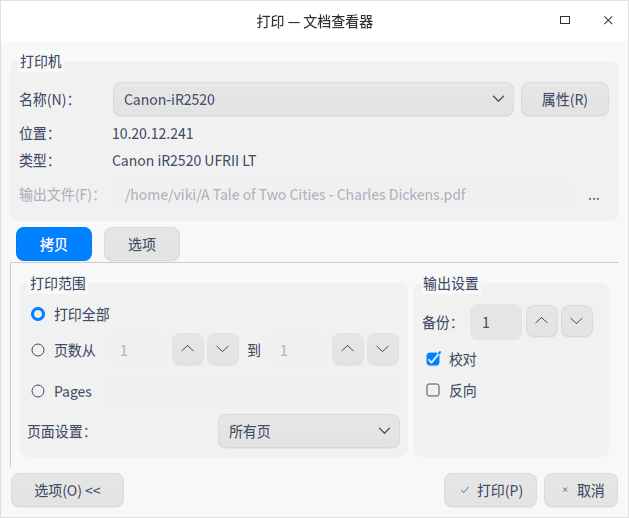 打印 — 文档查看器
打印机
名称(N)： Canon-iR2520 属性(R)
位置： 10.20.12.241
类型： Canon iR2520 UFRII LT
输出文件(F)： /home/viki/A Tale of Two Cities - Charles Dickens.pdf ...
拷贝 选项
打印范围
打印全部
页数从 1 到 1
Pages
页面设置： 所有页
输出设置
备份： 1
校对
反向
选项(O) << 打印(P) 取消